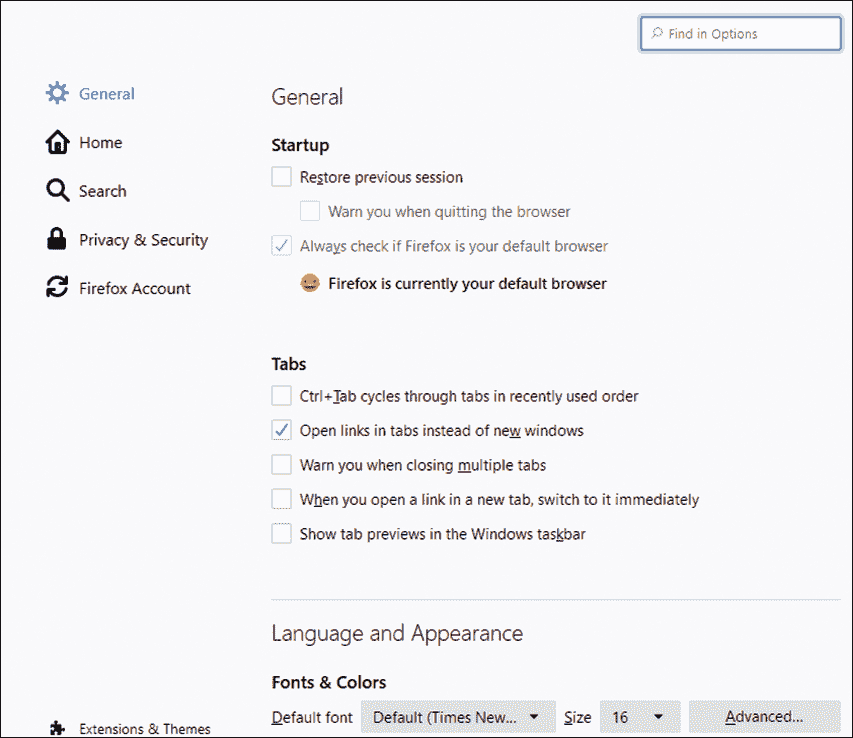 Find in Options
General
Home
Search
Privacy & Security
Firefox Account
Extensions & Themes
General
Startup
Restore previous session
Warn you when quitting the browser
Always check if Firefox is your default browser
Firefox is currently your default browser
Tabs
Ctrl+Tab cycles through tabs in recently used order
Open links in tabs instead of new windows
Warn you when closing multiple tabs
When you open a link in a new tab, switch to it immediately
Show tab previews in the Windows taskbar
Language and Appearance
Fonts & Colors
Default font Default (Times New... Size 16 Advanced...